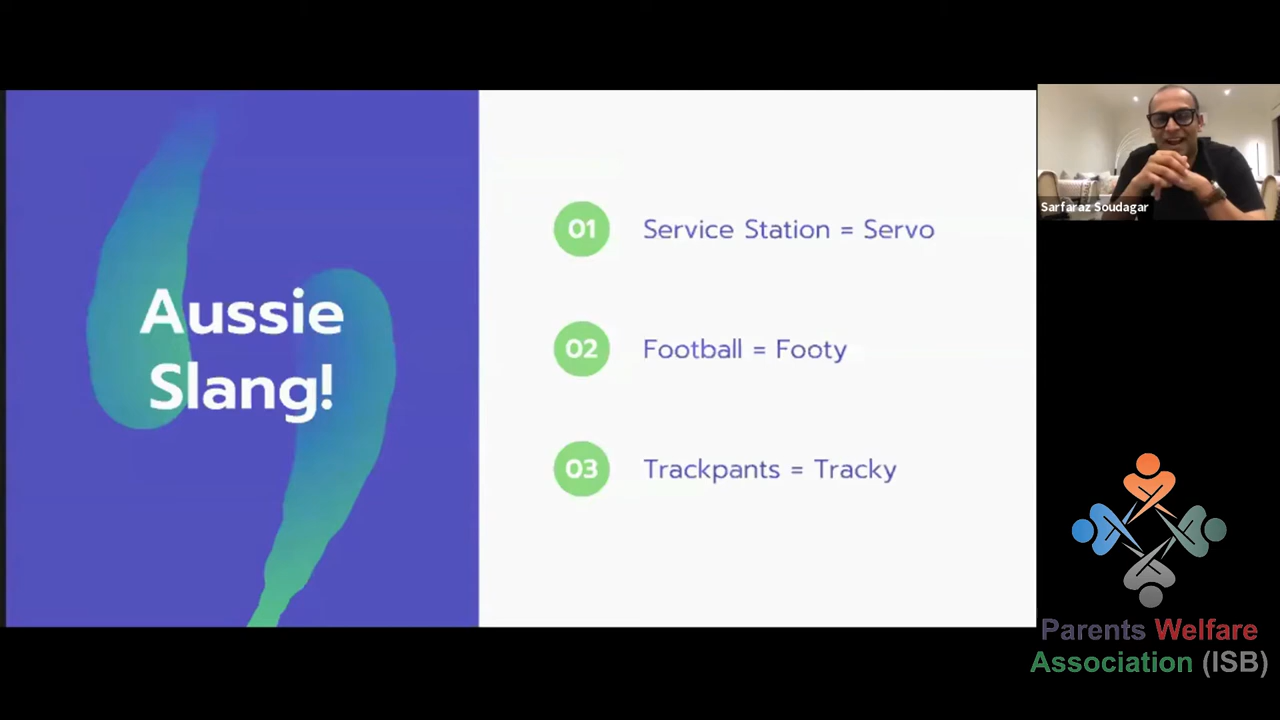 Aussie
Slang!
01 Service Station = Servo
02 Football = Footy
03 Trackpants = Tracky
Sarfaraz Soudagar
Parents Welfare
Association (ISB)